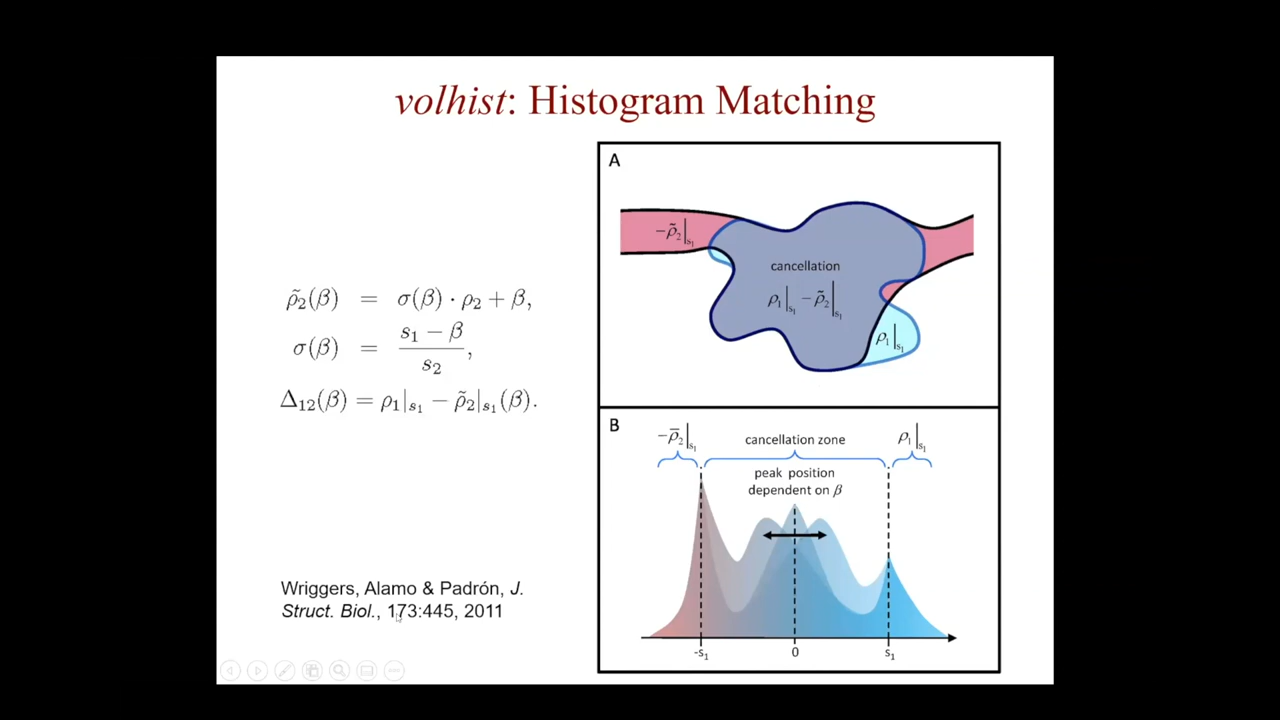 volhist: Histogram Matching
ρ̃₂(β) = σ(β) · ρ₂ + β,
σ(β) = (s₁ − β) / s₂,
Δ₁₂(β) = ρ₁|s₁ − ρ̃₂|s₁(β).
Wriggers, Alamo & Padrón, J.
Struct. Biol., 173:445, 2011
A
−ρ̃₂|s₁
cancellation
ρ₁|s₁ − ρ̃₂|s₁
ρ₁|s₁
B
−ρ̄₂|s₁
cancellation zone
ρ₁|s₁
peak position
dependent on β
-s₁
0
s₁